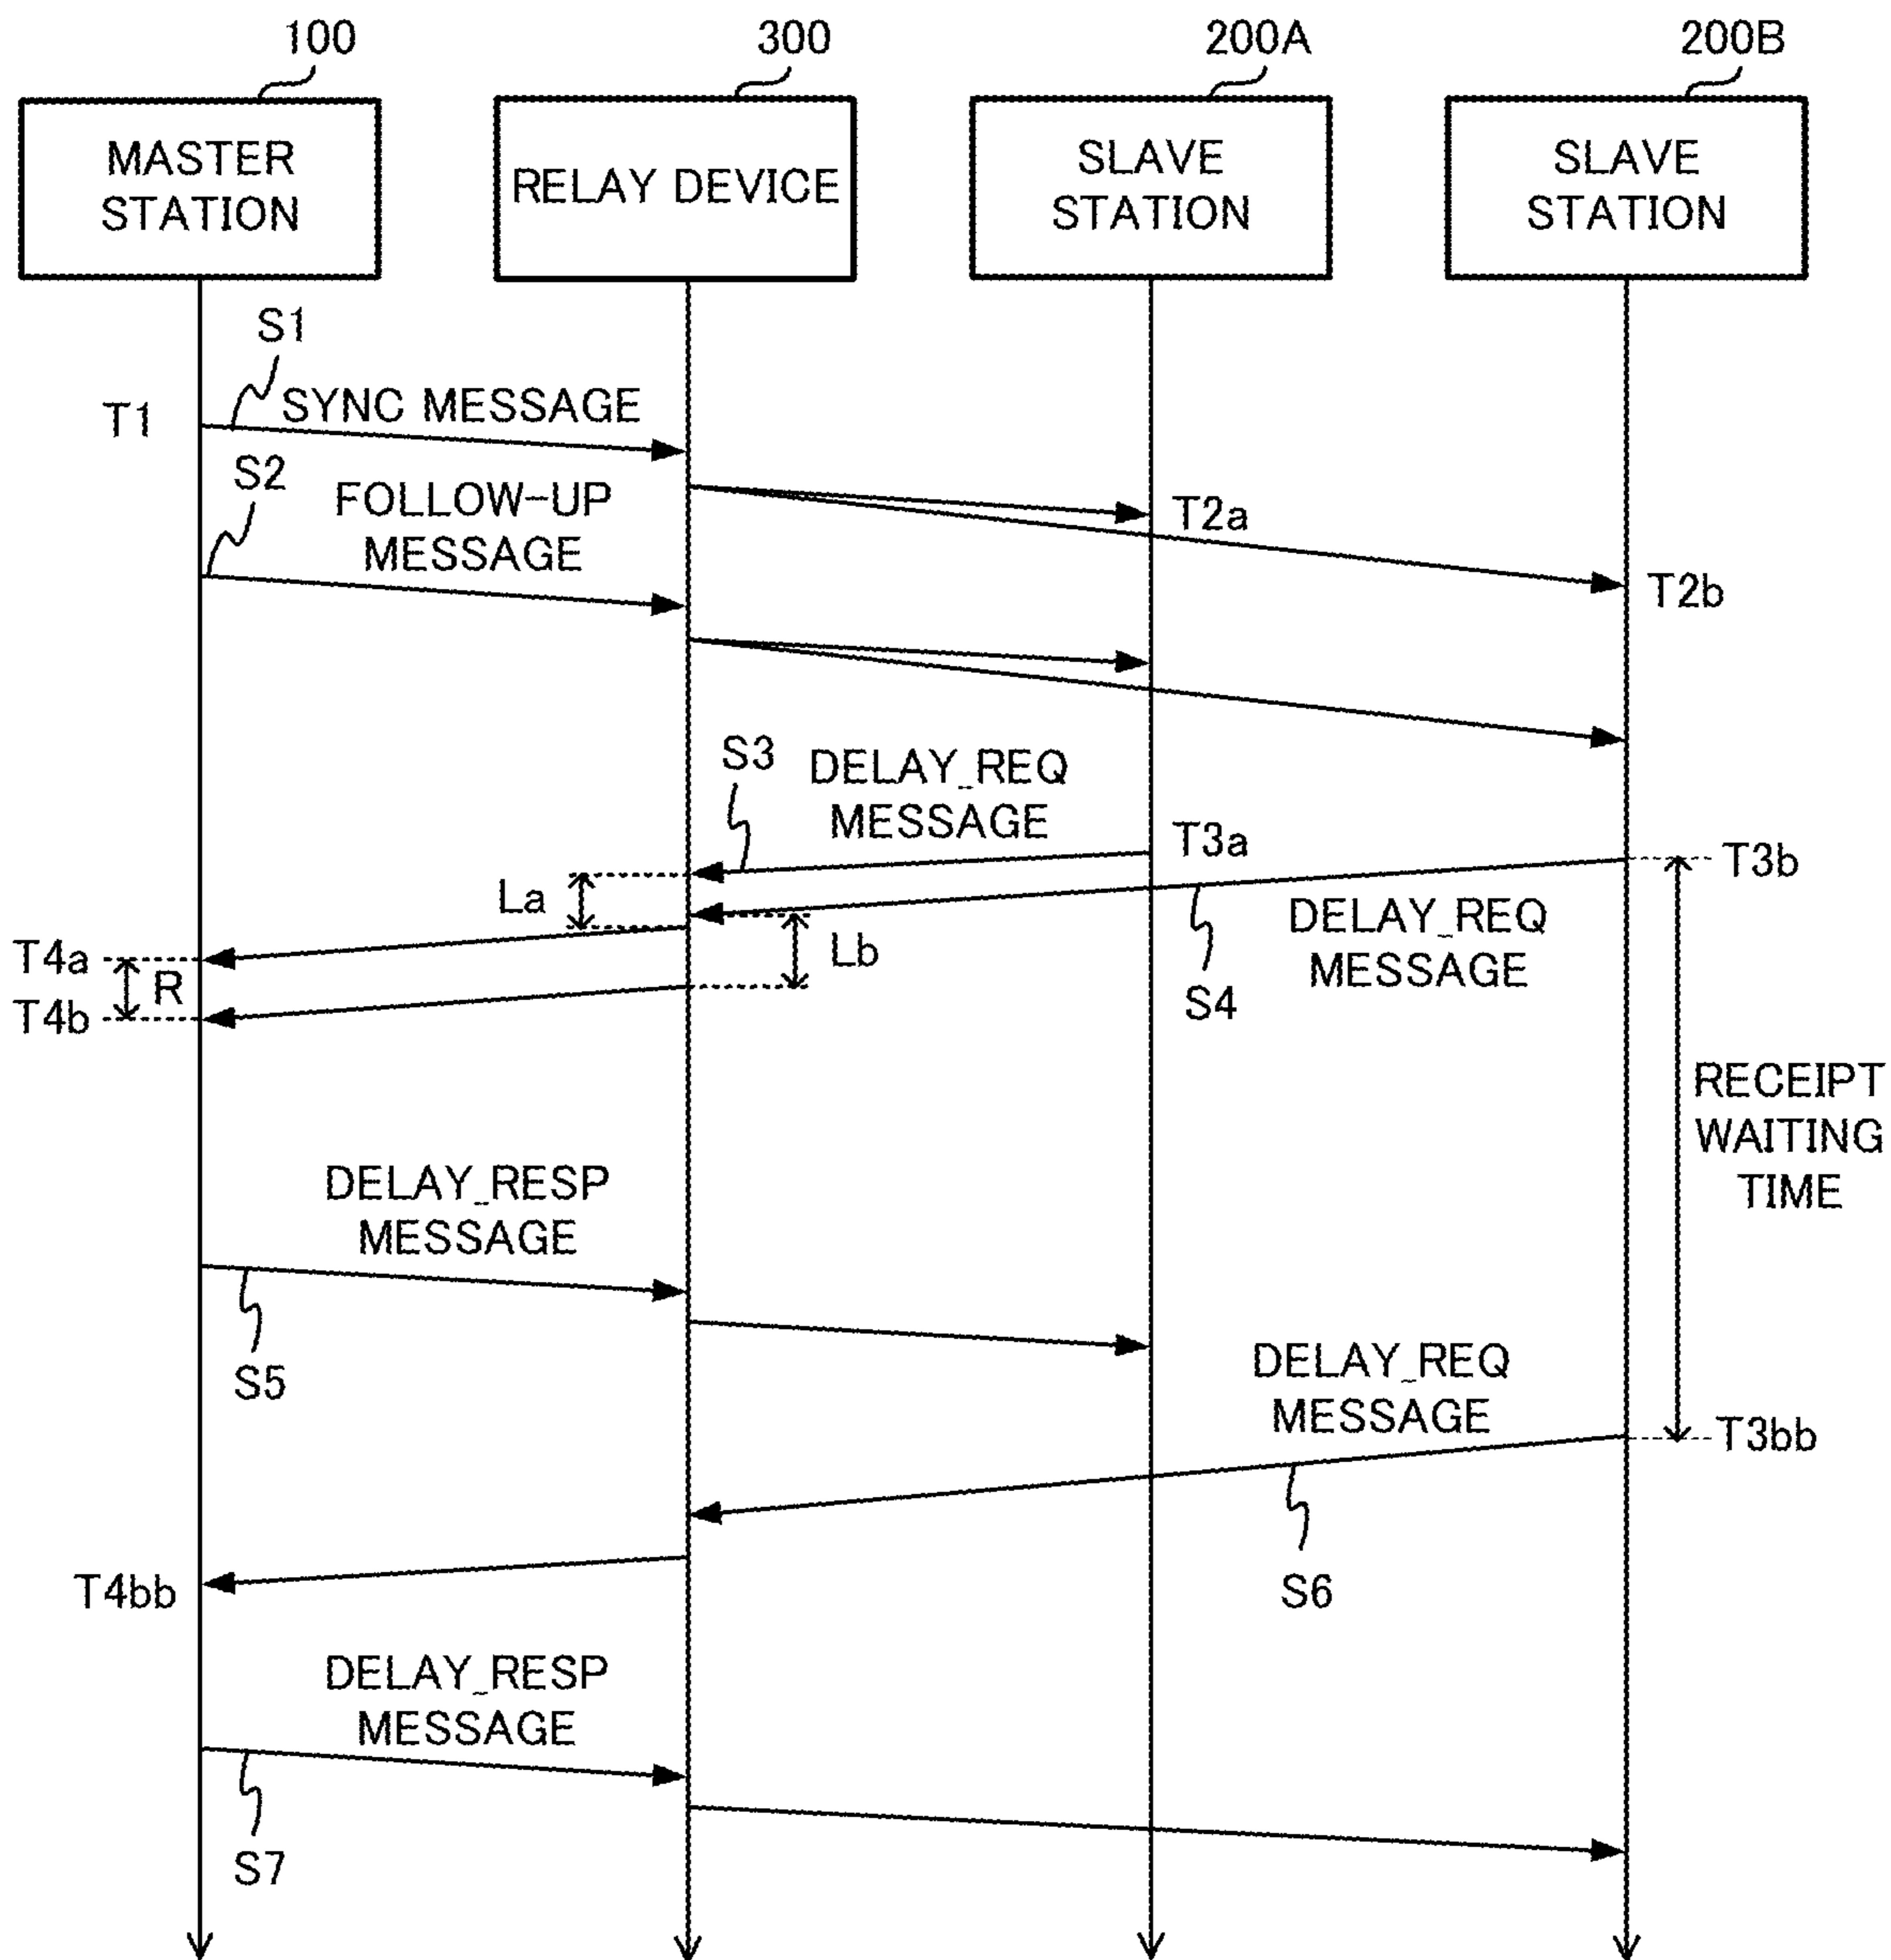 100
300
200A
200B
MASTER
STATION
RELAY DEVICE
SLAVE
STATION
SLAVE
STATION
S1
T1
SYNC MESSAGE
S2
FOLLOW-UP
MESSAGE
T2a
T2b
S3
DELAY_REQ
MESSAGE
T3a
T3b
La
DELAY_REQ
MESSAGE
Lb
T4a
R
T4b
S4
RECEIPT
WAITING
TIME
DELAY_RESP
MESSAGE
S5
DELAY_REQ
MESSAGE
T3bb
S6
T4bb
DELAY_RESP
MESSAGE
S7